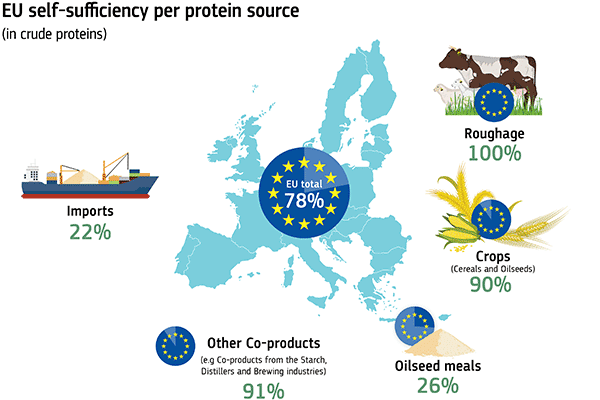 EU self-sufficiency per protein source
(in crude proteins)
Roughage
100%
EU total
78%
Imports
22%
Crops
(Cereals and Oilseeds)
90%
Other Co-products
(e.g Co-products from the Starch,
Distillers and Brewing industries)
91%
Oilseed meals
26%